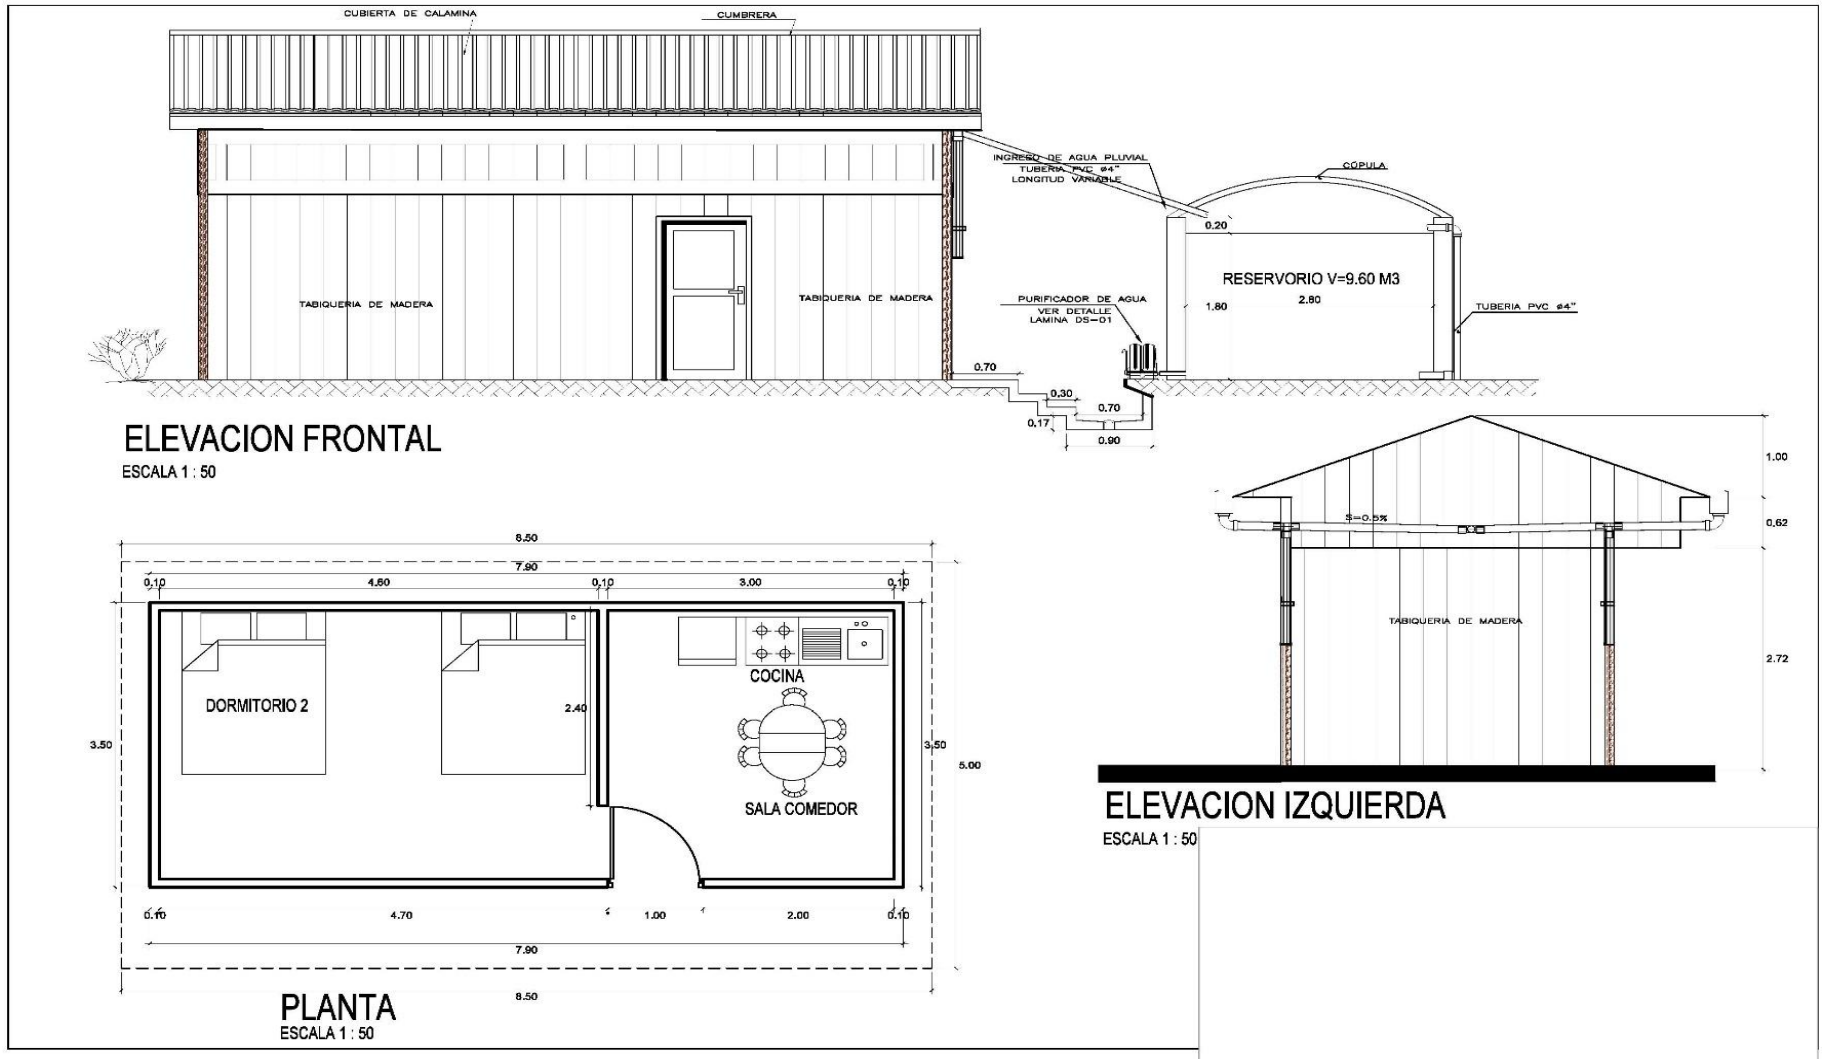 CUBIERTA DE CALAMINA
CUMBRERA
INGRESO DE AGUA PLUVIAL
TUBERIA PVC ø4"
LONGITUD VARIABLE
CÚPULA
0.20
RESERVORIO V=9.60 M3
2.80
1.80
PURIFICADOR DE AGUA
VER DETALLE
LAMINA DS-01
TUBERIA PVC ø4"
TABIQUERIA DE MADERA
TABIQUERIA DE MADERA
0.70
0.30
0.70
0.17
0.90
ELEVACION FRONTAL
ESCALA 1 : 50
1.00
S=0.5%
0.62
TABIQUERIA DE MADERA
2.72
ELEVACION IZQUIERDA
ESCALA 1 : 50
8.50
7.90
0.10
4.60
0.10
3.00
0.10
COCINA
DORMITORIO 2
2.40
3.50
3.50
5.00
SALA COMEDOR
0.10
4.70
1.00
2.00
0.10
7.90
8.50
PLANTA
ESCALA 1 : 50